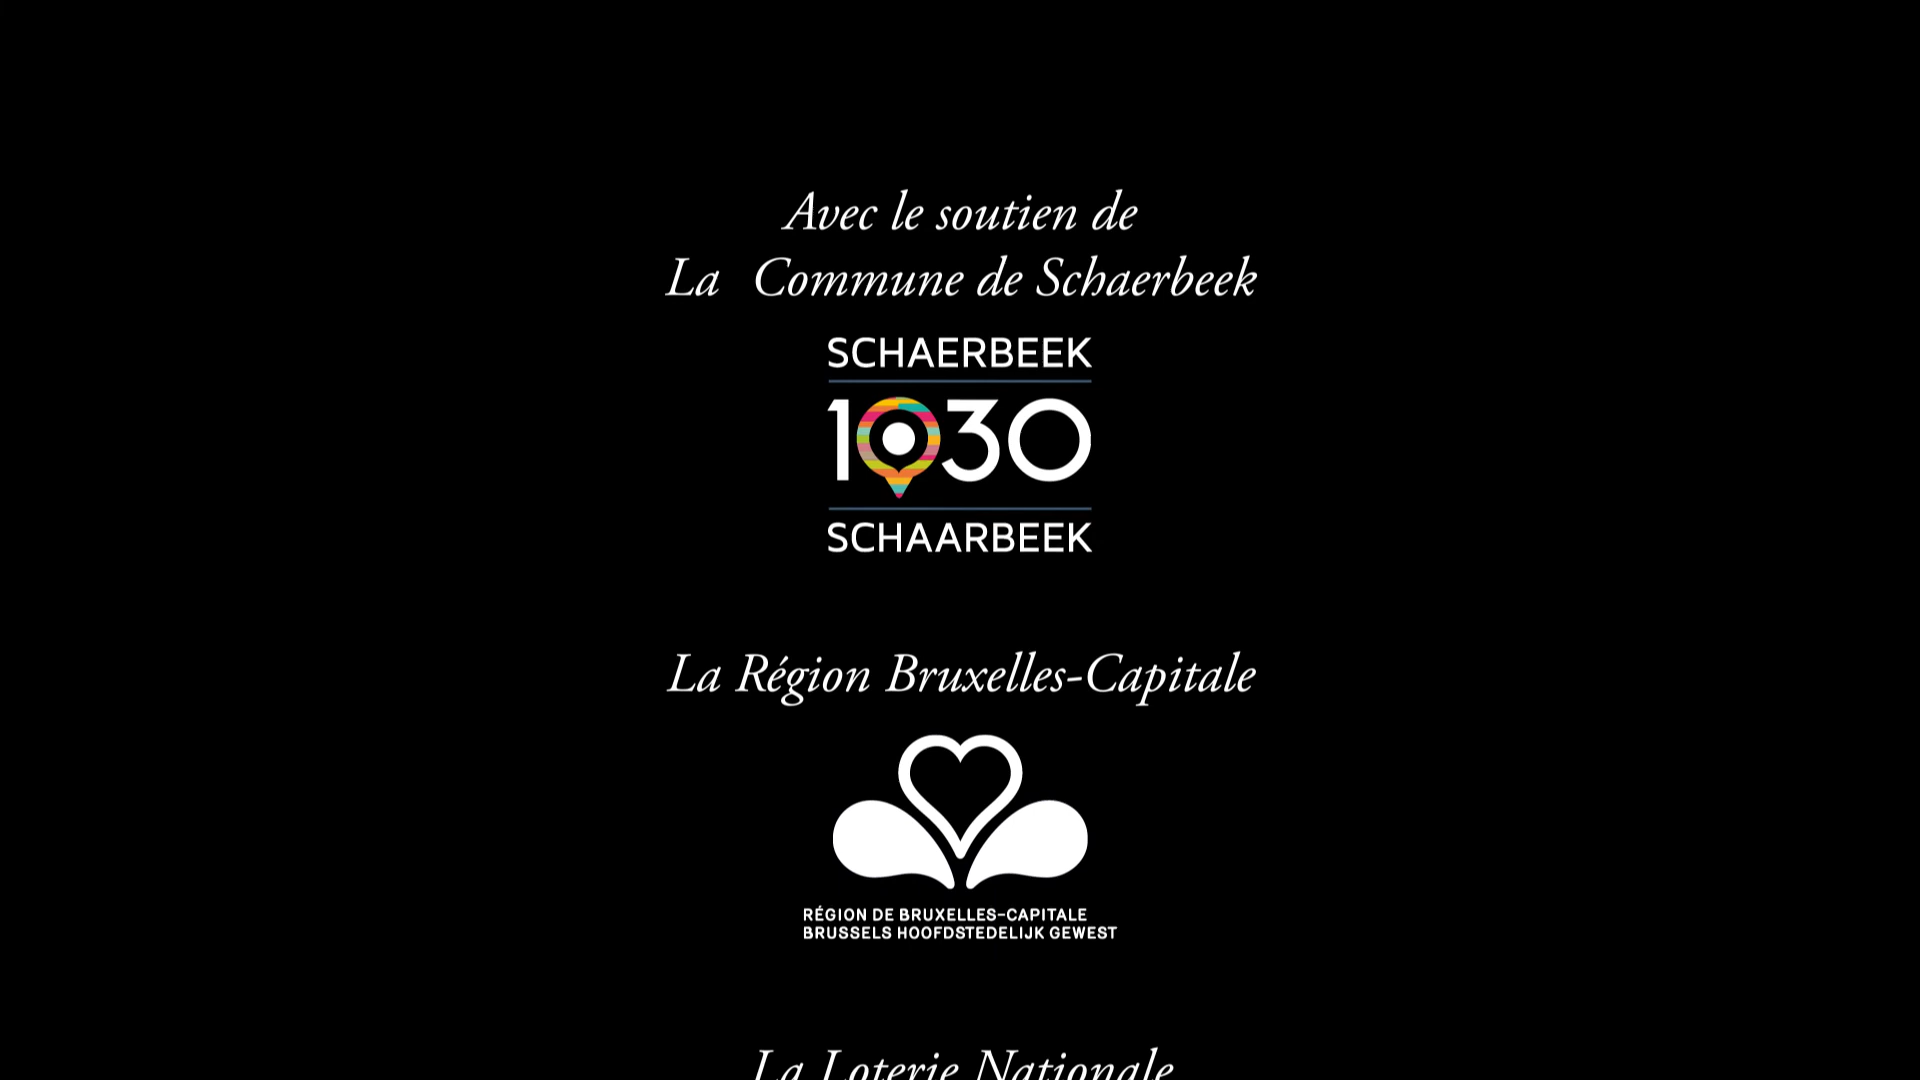 Avec le soutien de
La Commune de Schaerbeek
SCHAERBEEK
1030
SCHAARBEEK
La Région Bruxelles-Capitale
RÉGION DE BRUXELLES-CAPITALE
BRUSSELS HOOFDSTEDELIJK GEWEST
La Loterie Nationale